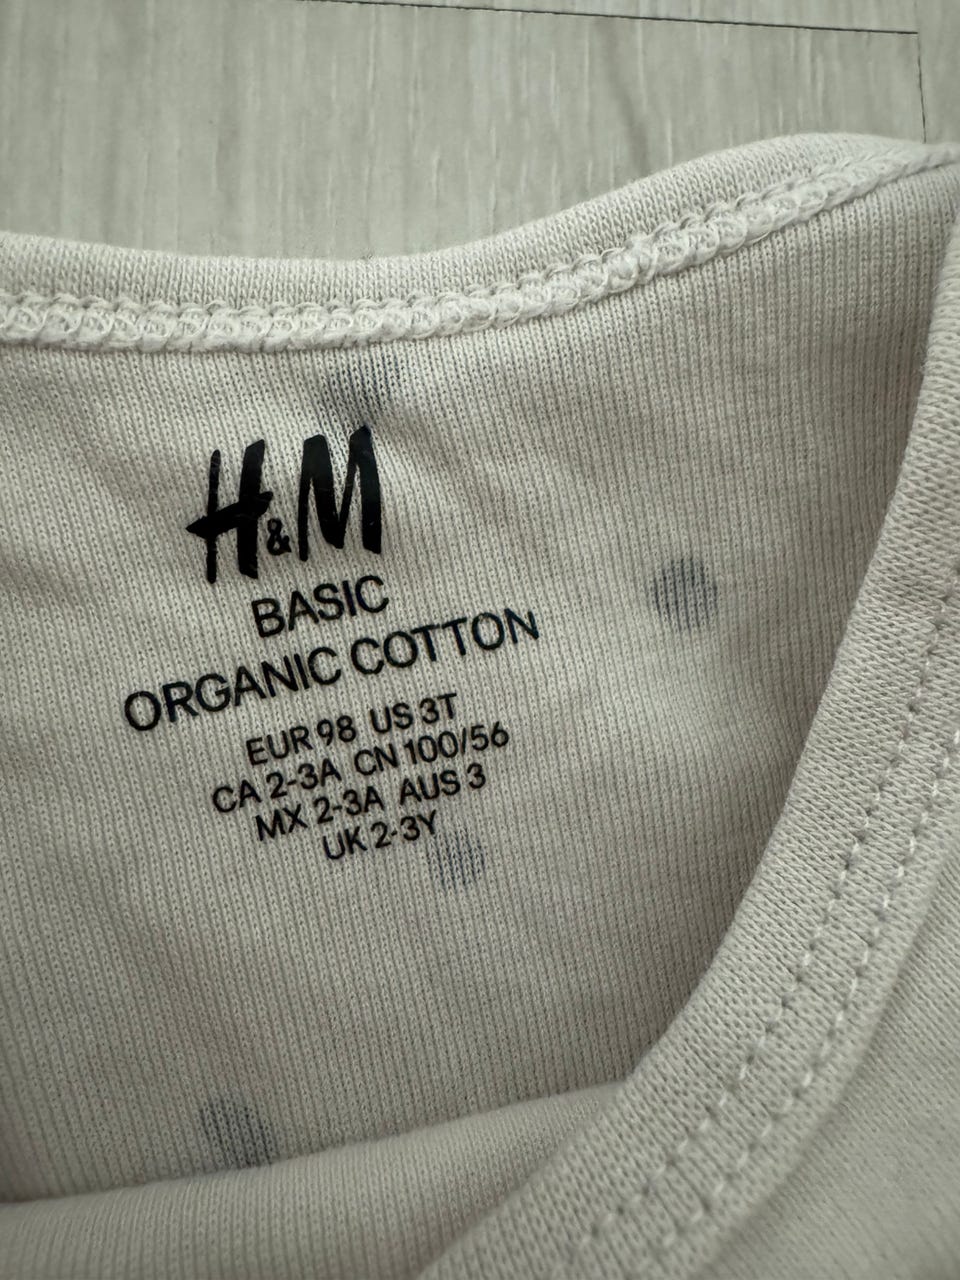 H&M
BASIC
ORGANIC COTTON
EUR 98 US 3T
CA 2-3A CN 100/56
MX 2-3A AUS 3
UK 2-3Y